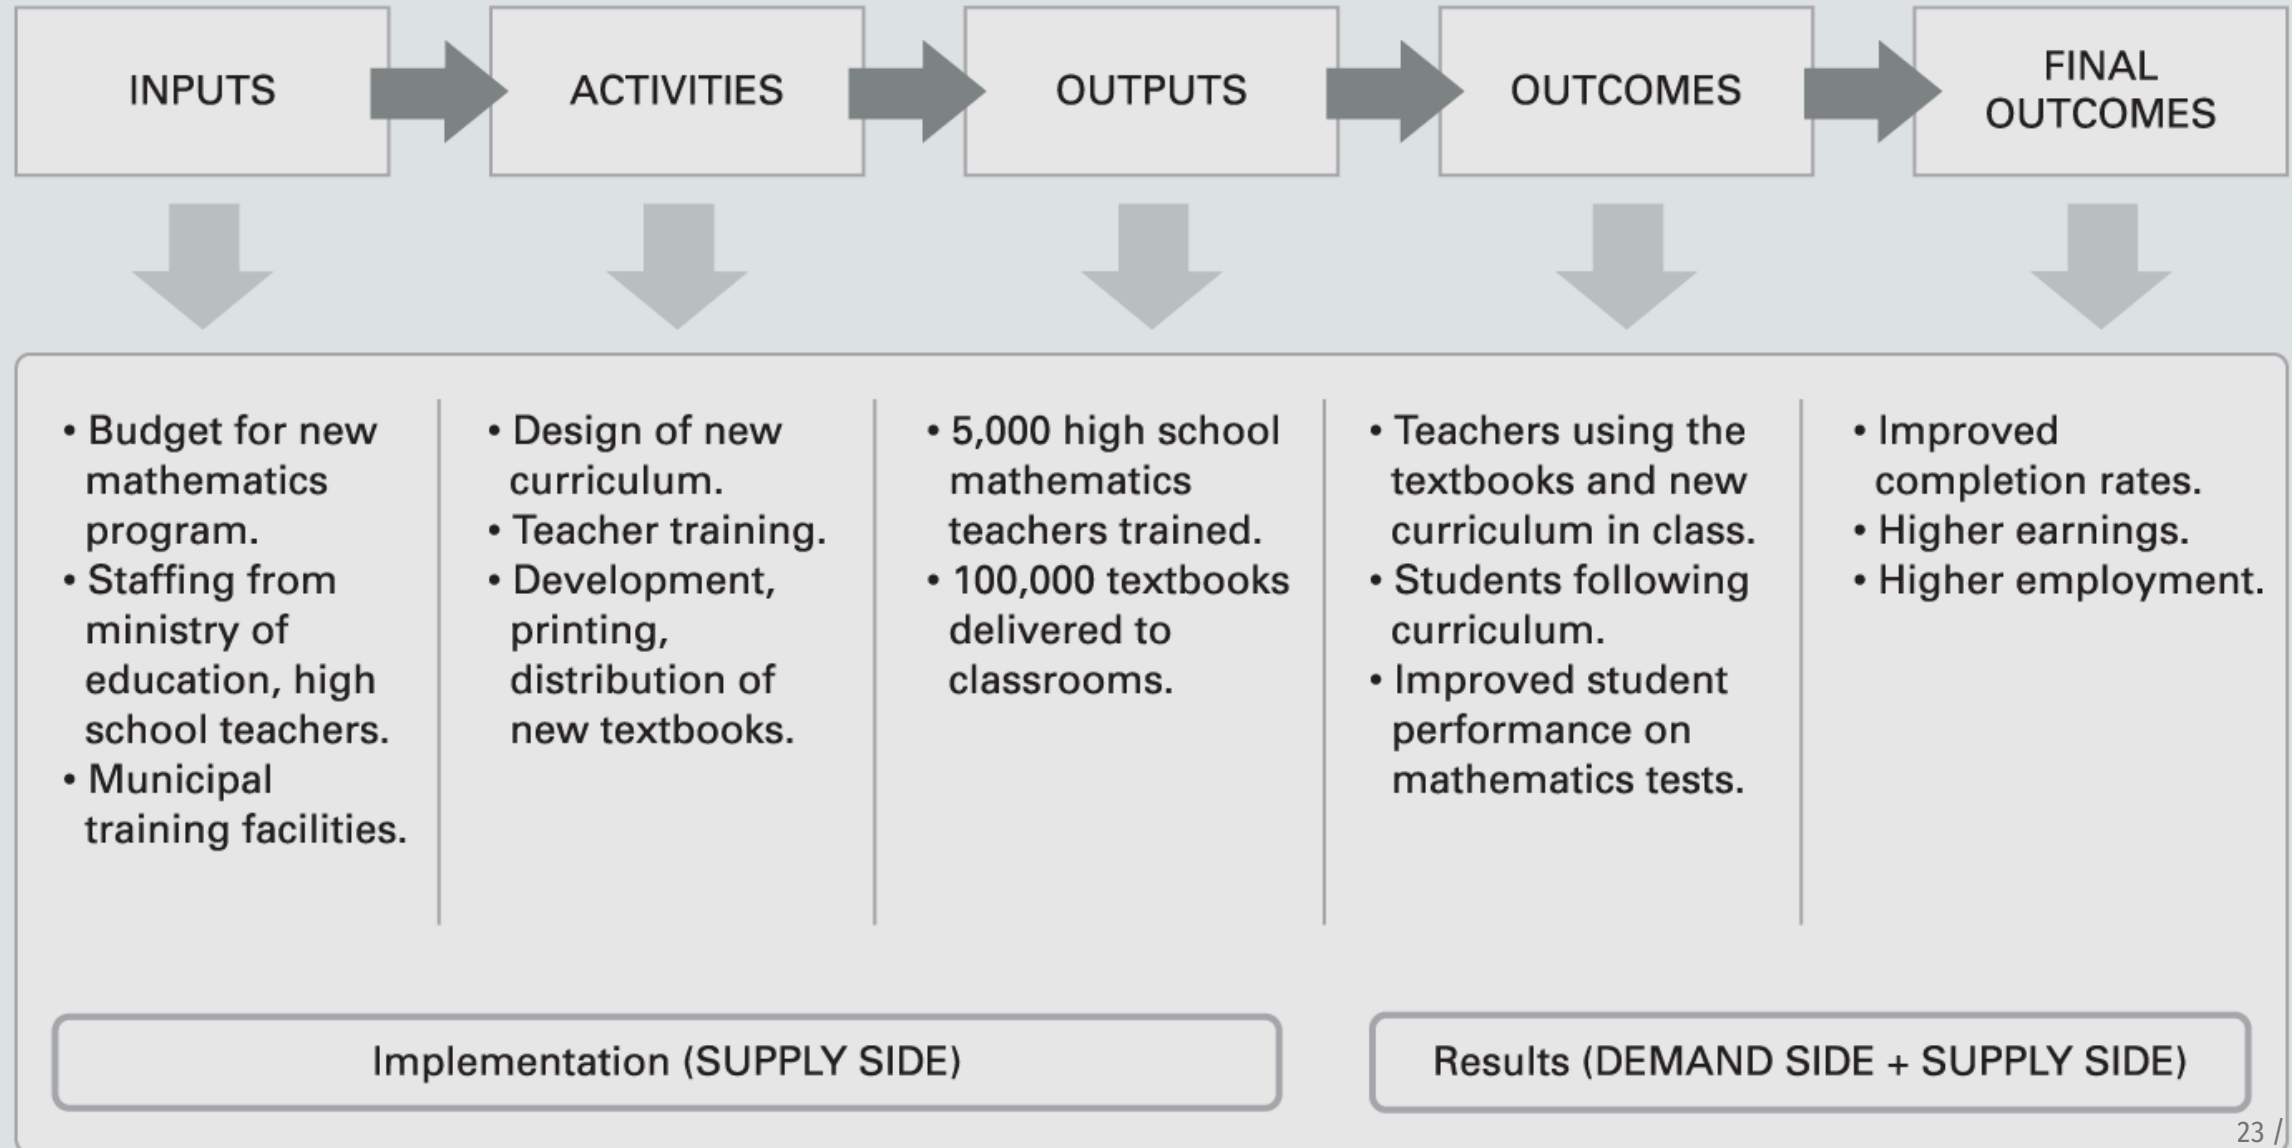 INPUTS
ACTIVITIES
OUTPUTS
OUTCOMES
FINAL
OUTCOMES
• Budget for new
mathematics
program.
• Staffing from
ministry of
education, high
school teachers.
• Municipal
training facilities.
• Design of new
curriculum.
• Teacher training.
• Development,
printing,
distribution of
new textbooks.
• 5,000 high school
mathematics
teachers trained.
• 100,000 textbooks
delivered to
classrooms.
• Teachers using the
textbooks and new
curriculum in class.
• Students following
curriculum.
• Improved student
performance on
mathematics tests.
• Improved
completion rates.
• Higher earnings.
• Higher employment.
Implementation (SUPPLY SIDE)
Results (DEMAND SIDE + SUPPLY SIDE)
23 /